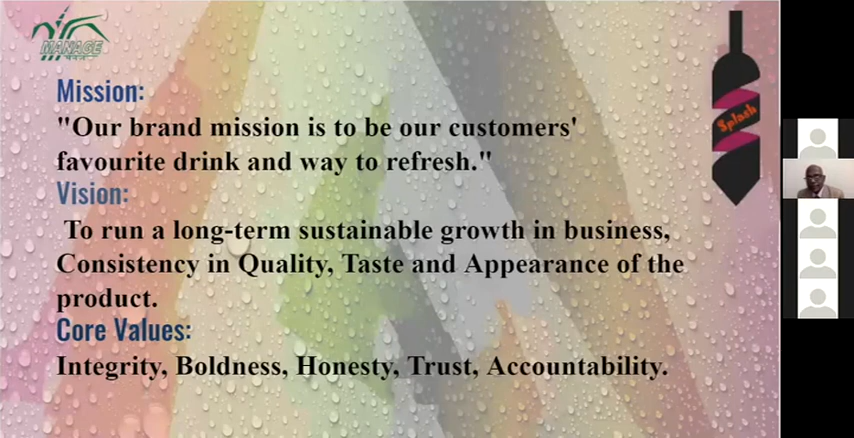 MANAGE
Mission:
"Our brand mission is to be our customers'
favourite drink and way to refresh."
Splash
Vision:
To run a long-term sustainable growth in business,
Consistency in Quality, Taste and Appearance of the
product.
Core Values:
Integrity, Boldness, Honesty, Trust, Accountability.